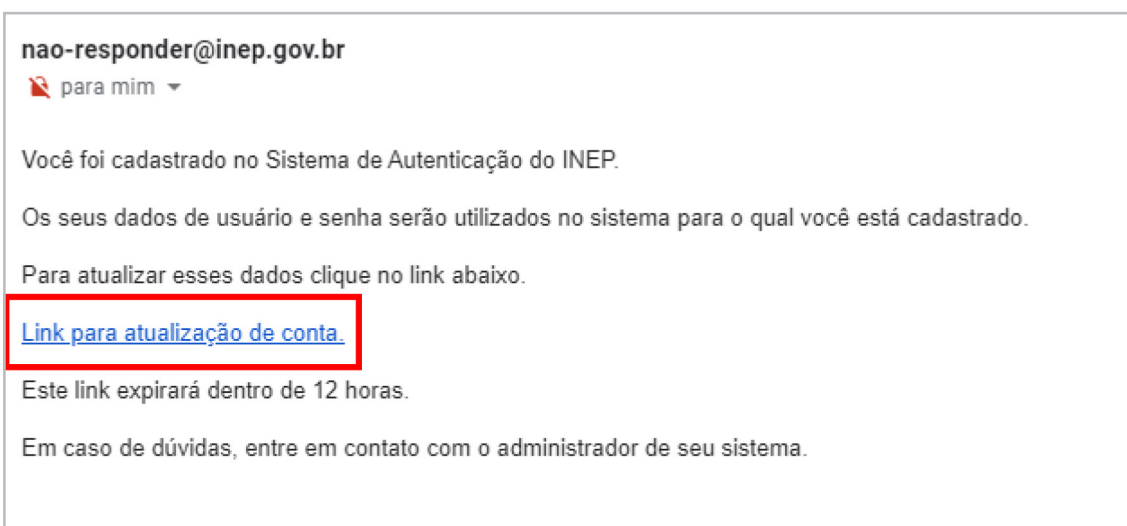 nao-responder@inep.gov.br
para mim
Você foi cadastrado no Sistema de Autenticação do INEP.
Os seus dados de usuário e senha serão utilizados no sistema para o qual você está cadastrado.
Para atualizar esses dados clique no link abaixo.
Link para atualização de conta.
Este link expirará dentro de 12 horas.
Em caso de dúvidas, entre em contato com o administrador de seu sistema.